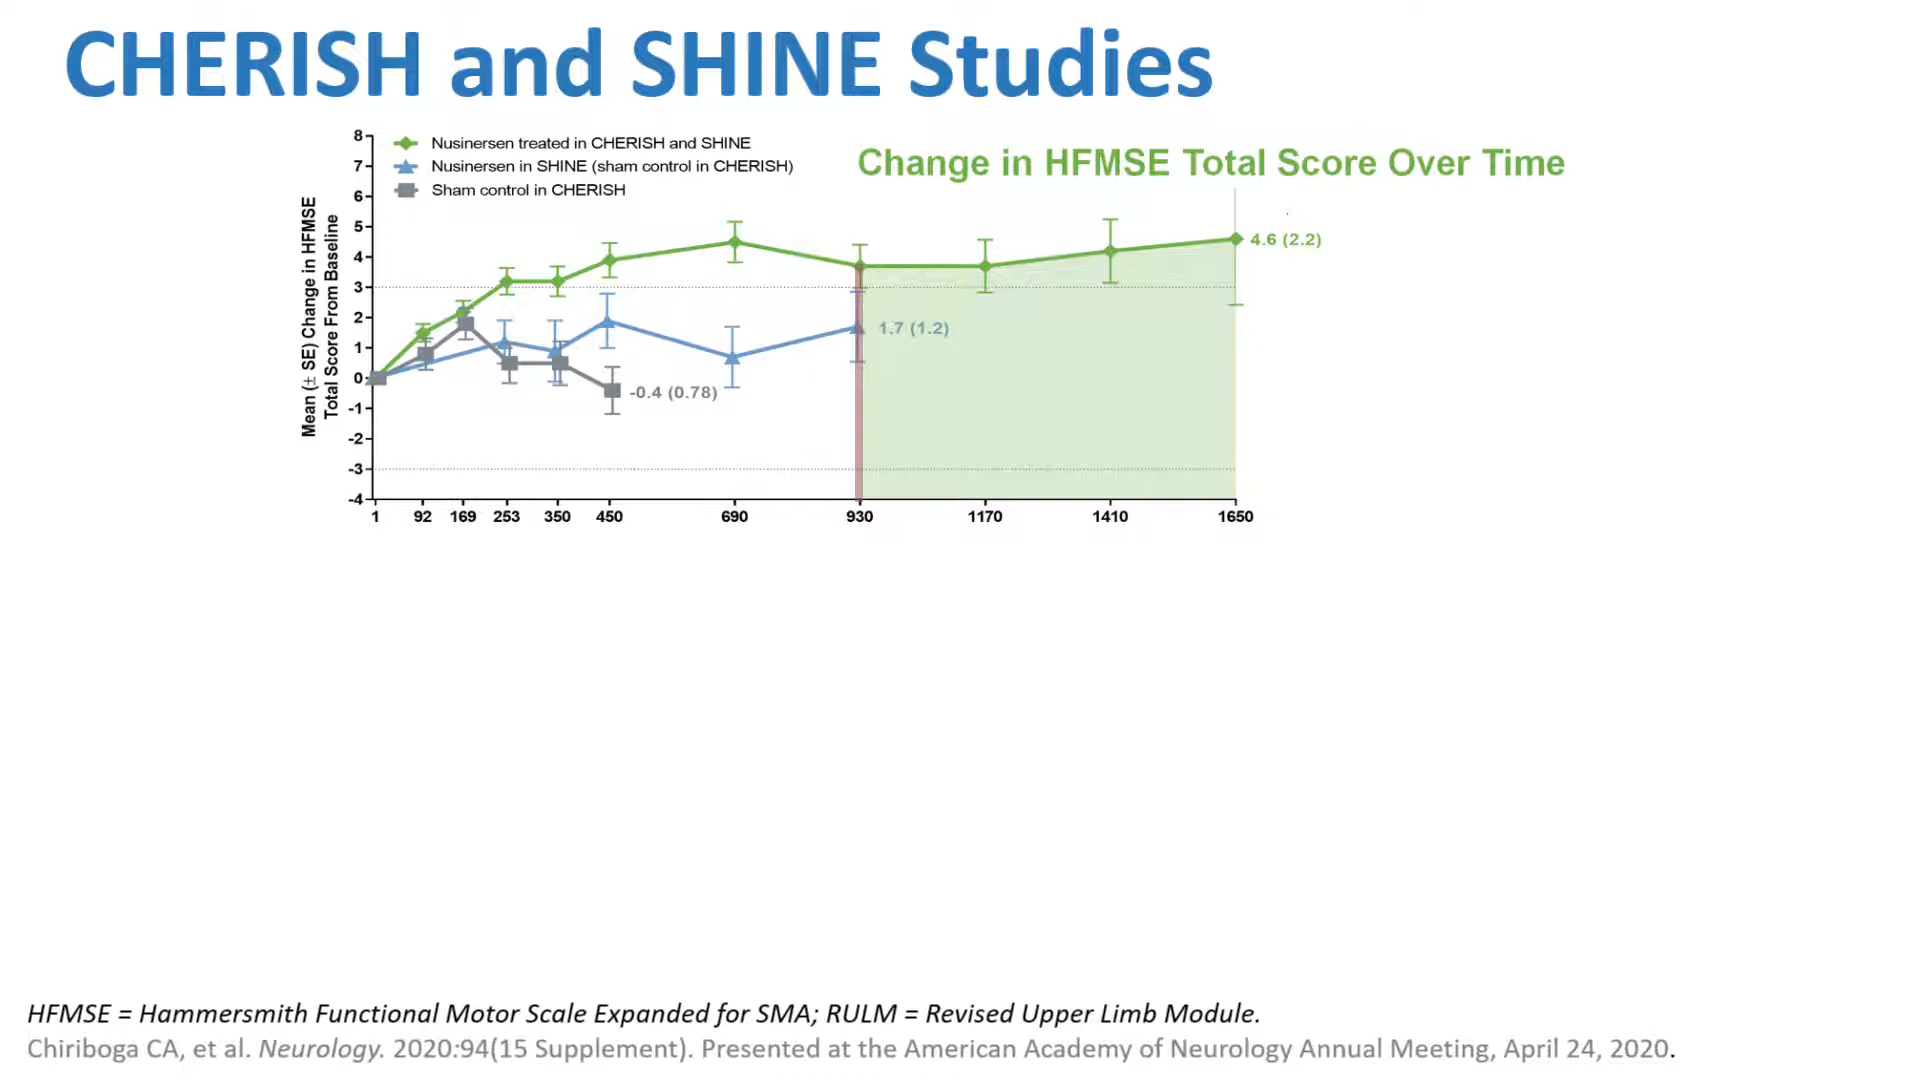 CHERISH and SHINE Studies
Nusinersen treated in CHERISH and SHINE
Nusinersen in SHINE (sham control in CHERISH)
Sham control in CHERISH
Change in HFMSE Total Score Over Time
Mean (± SE) Change in HFMSE
Total Score From Baseline
8
7
6
5
4
3
2
1
0
-1
-2
-3
-4
4.6 (2.2)
1.7 (1.2)
-0.4 (0.78)
1 92 169 253 350 450 690 930 1170 1410 1650
HFMSE = Hammersmith Functional Motor Scale Expanded for SMA; RULM = Revised Upper Limb Module.
Chiriboga CA, et al. Neurology. 2020:94(15 Supplement). Presented at the American Academy of Neurology Annual Meeting, April 24, 2020.